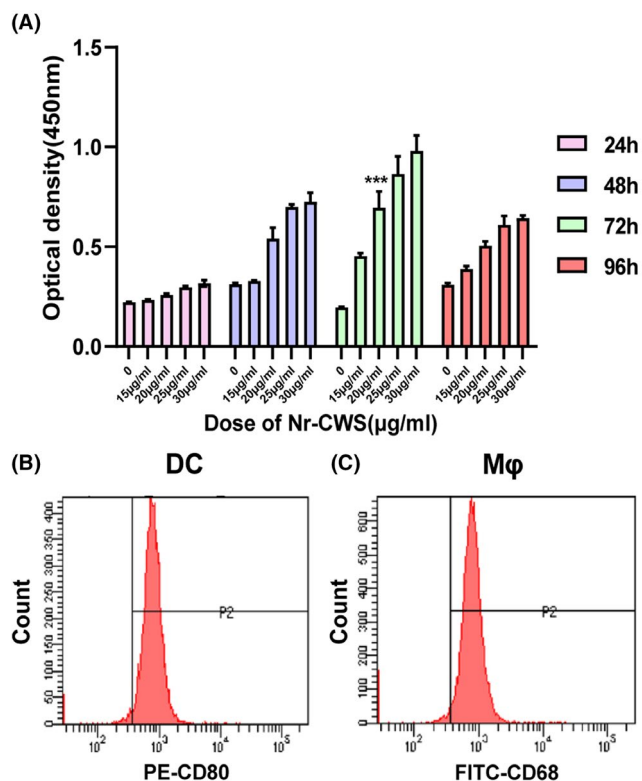 (A)
Optical density(450nm)
1.5
1.0
0.5
0.0
***
24h
48h
72h
96h
0 15μg/ml 20μg/ml 25μg/ml 30μg/ml 0 15μg/ml 20μg/ml 25μg/ml 30μg/ml 0 15μg/ml 20μg/ml 25μg/ml 30μg/ml 0 15μg/ml 20μg/ml 25μg/ml 30μg/ml
Dose of Nr-CWS(μg/ml)
(B)
DC
Count
0 50 100 150 200 250 300 350 400
P2
10² 10³ 10⁴ 10⁵
PE-CD80
(C)
Mφ
Count
0 100 200 300 400 500 600
P2
10² 10³ 10⁴ 10⁵
FITC-CD68